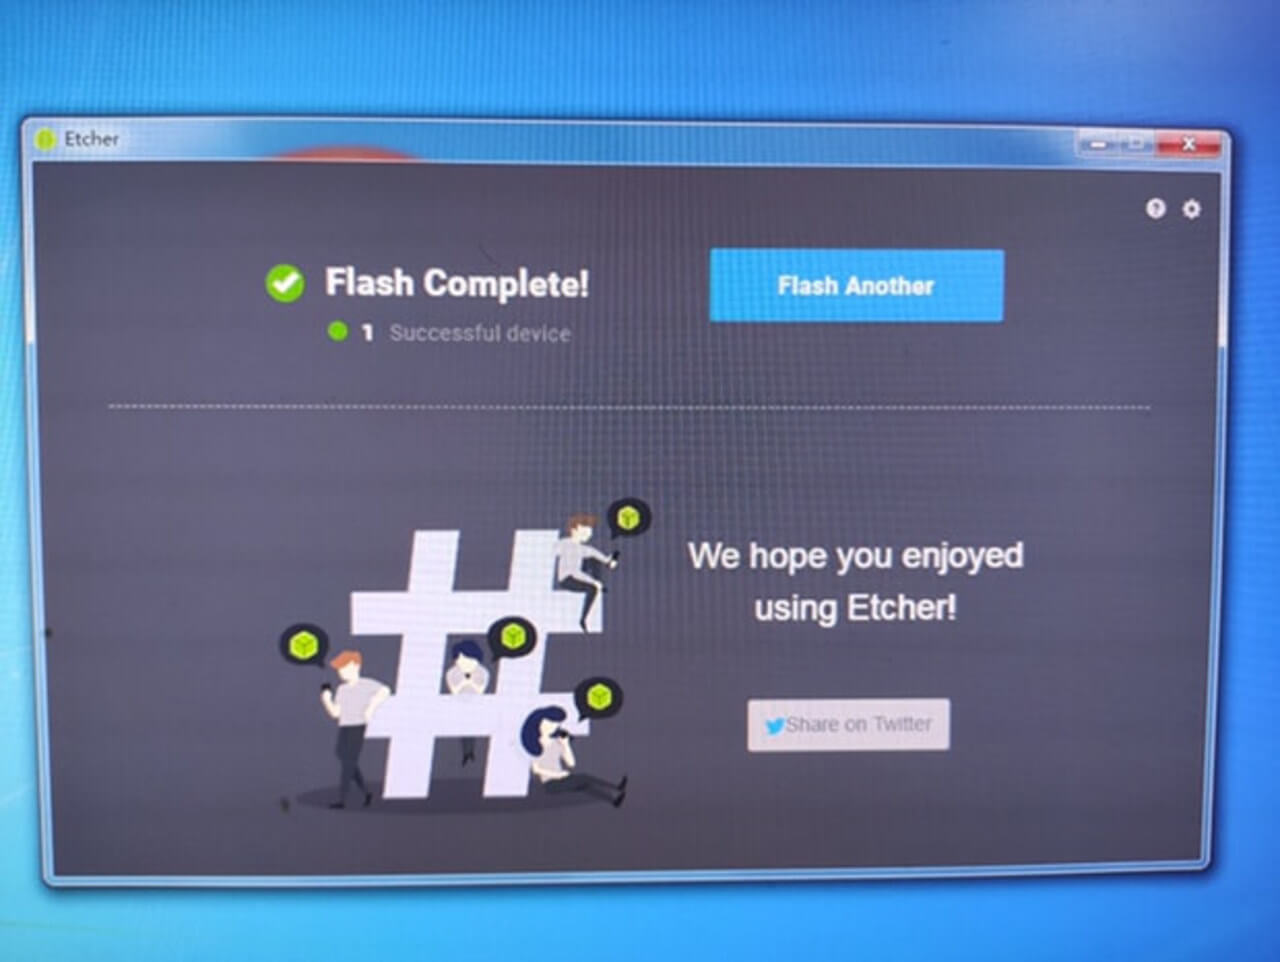 Etcher
Flash Complete!
1 Successful device
Flash Another
We hope you enjoyed
using Etcher!
Share on Twitter